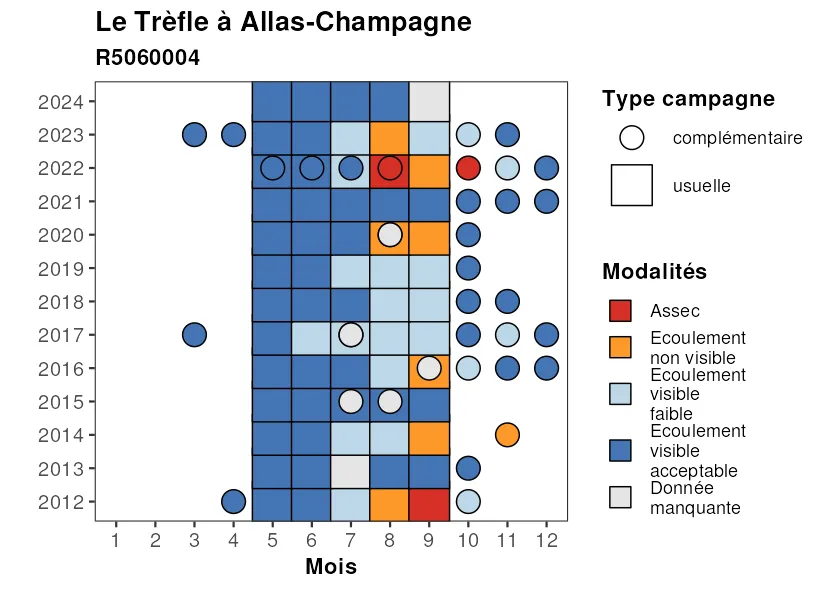 Le Trèfle à Allas-Champagne
R5060004
2024
2023
2022
2021
2020
2019
2018
2017
2016
2015
2014
2013
2012
1 2 3 4 5 6 7 8 9 10 11 12
Mois
Type campagne
complémentaire
usuelle
Modalités
Assec
Ecoulement
non visible
Ecoulement
visible
faible
Ecoulement
visible
acceptable
Donnée
manquante